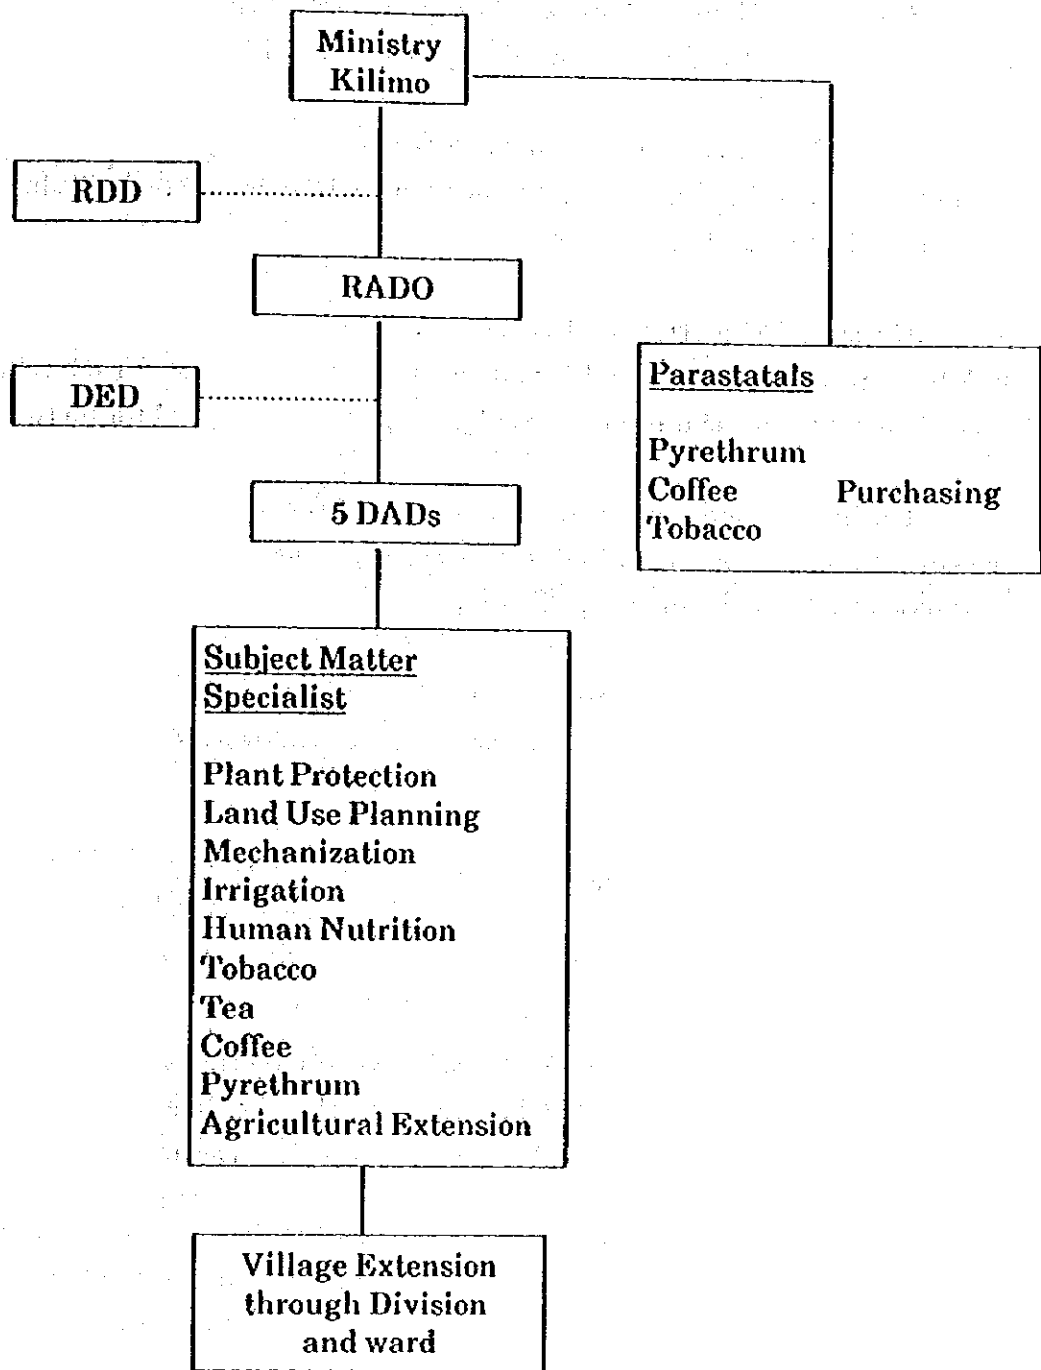 Ministry
Kilimo
RDD
RADO
DED
Parastatals
Pyrethrum
Coffee Purchasing
Tobacco
5 DADs
Subject Matter
Specialist
Plant Protection
Land Use Planning
Mechanization
Irrigation
Human Nutrition
Tobacco
Tea
Coffee
Pyrethrum
Agricultural Extension
Village Extension
through Division
and ward